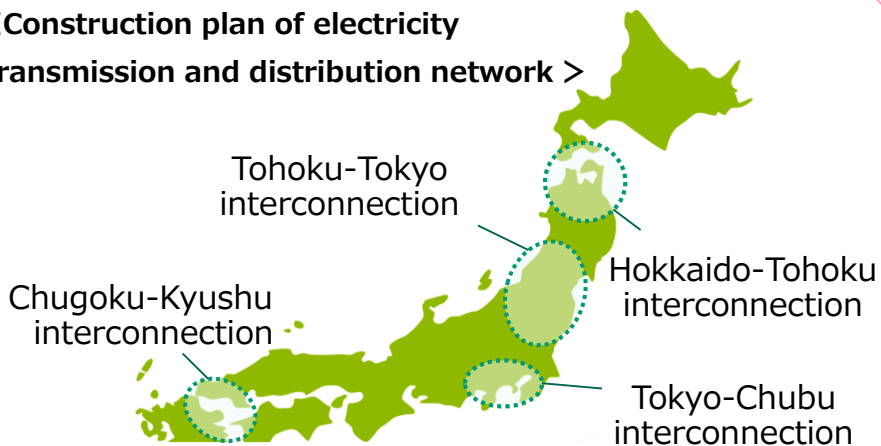 Construction plan of electricity
ransmission and distribution network >
Tohoku-Tokyo
interconnection
Hokkaido-Tohoku
interconnection
Chugoku-Kyushu
interconnection
Tokyo-Chubu
interconnection